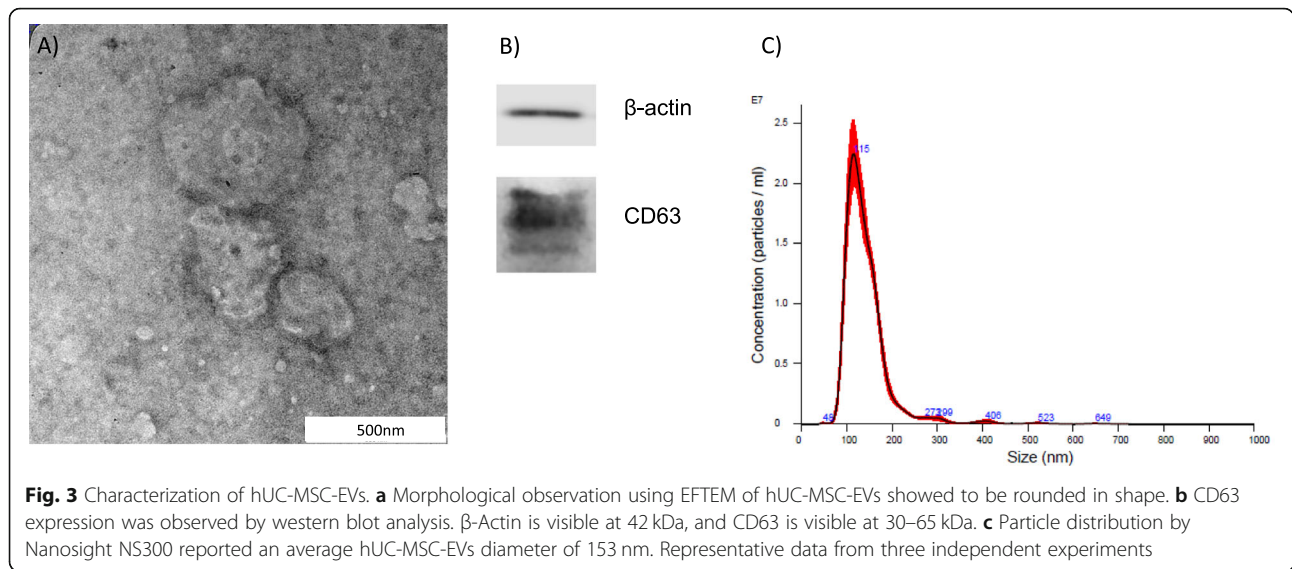 A)
500nm
B)
β-actin
CD63
C)
E7
Concentration (particles / ml)
2.5
2.0
1.5
1.0
0.5
0
115
48
273
299
406
523
649
0 100 200 300 400 500 600 700 800 900 1000
Size (nm)
Fig. 3 Characterization of hUC-MSC-EVs. a Morphological observation using EFTEM of hUC-MSC-EVs showed to be rounded in shape. b CD63
expression was observed by western blot analysis. β-Actin is visible at 42 kDa, and CD63 is visible at 30–65 kDa. c Particle distribution by
Nanosight NS300 reported an average hUC-MSC-EVs diameter of 153 nm. Representative data from three independent experiments